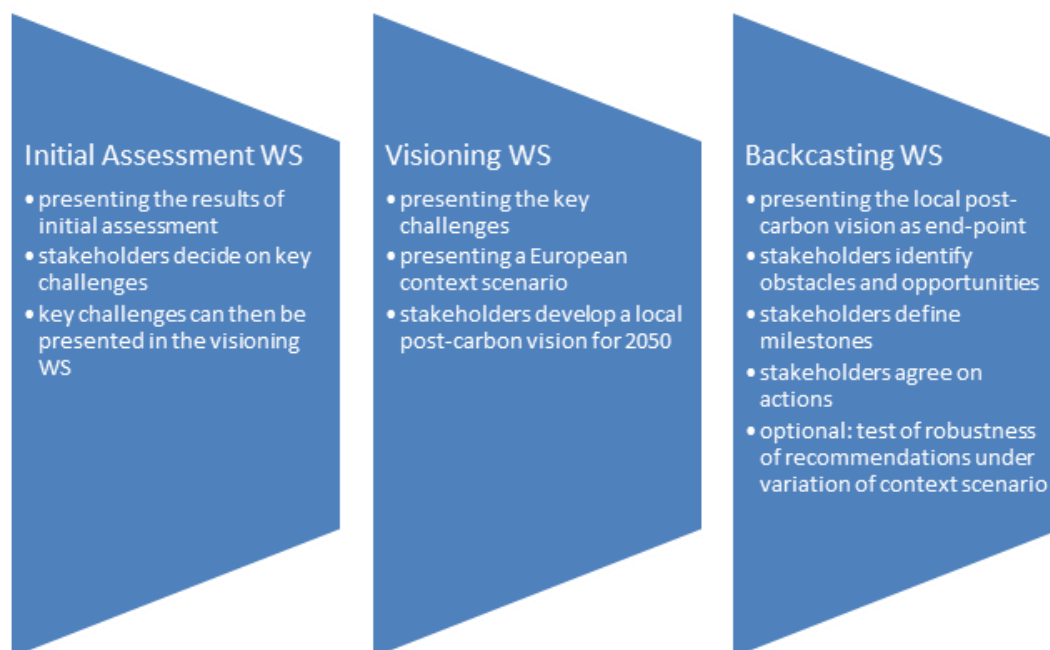 Initial Assessment WS
• presenting the results of
initial assessment
• stakeholders decide on key
challenges
• key challenges can then be
presented in the visioning
WS
Visioning WS
• presenting the key
challenges
• presenting a European
context scenario
• stakeholders develop a local
post-carbon vision for 2050
Backcasting WS
• presenting the local post-
carbon vision as end-point
• stakeholders identify
obstacles and opportunities
• stakeholders define
milestones
• stakeholders agree on
actions
• optional: test of robustness
of recommendations under
variation of context scenario